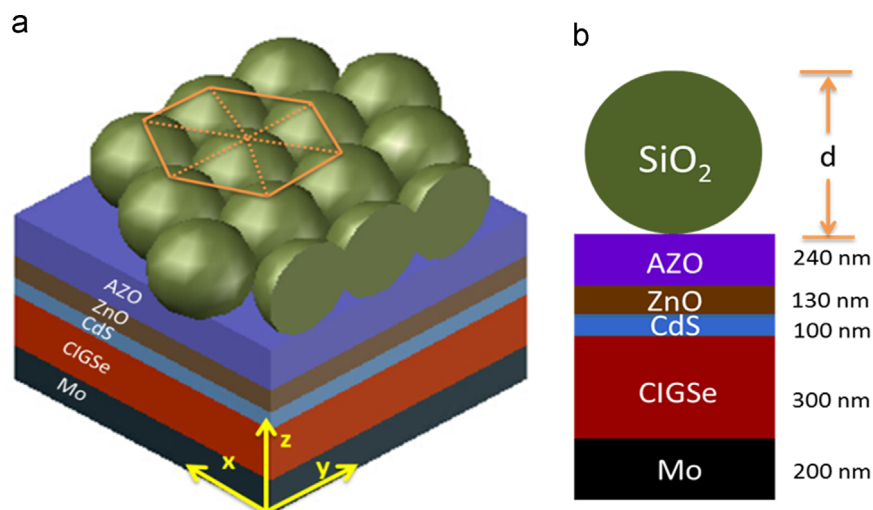 a
AZO
ZnO
CdS
CIGSe
Mo
z
x
y
b
SiO₂
d
AZO
240 nm
ZnO
130 nm
CdS
100 nm
CIGSe
300 nm
Mo
200 nm